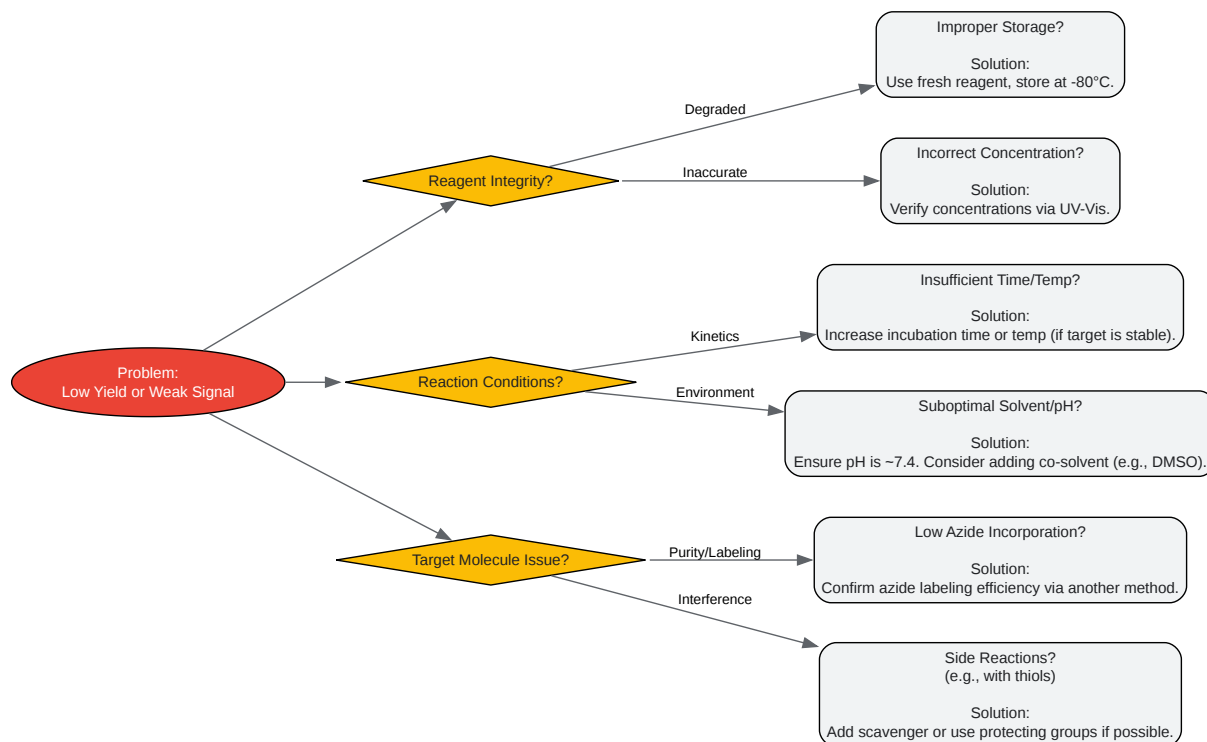 Improper Storage?
Solution:
Use fresh reagent, store at -80°C.
Degraded
Incorrect Concentration?
Solution:
Verify concentrations via UV-Vis.
Reagent Integrity?
Inaccurate
Insufficient Time/Temp?
Solution:
Increase incubation time or temp (if target is stable).
Kinetics
Problem:
Low Yield or Weak Signal
Reaction Conditions?
Environment
Suboptimal Solvent/pH?
Solution:
Ensure pH is ~7.4. Consider adding co-solvent (e.g., DMSO).
Low Azide Incorporation?
Solution:
Confirm azide labeling efficiency via another method.
Target Molecule Issue?
Purity/Labeling
Interference
Side Reactions?
(e.g., with thiols)
Solution:
Add scavenger or use protecting groups if possible.